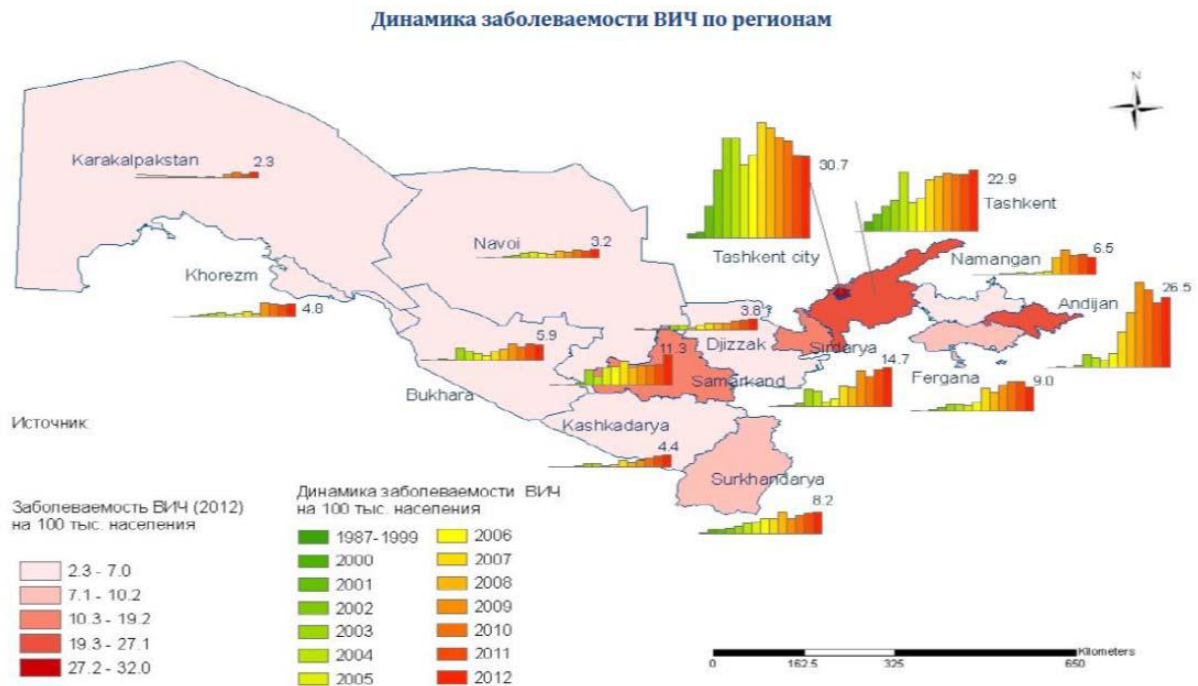 Динамика заболеваемости ВИЧ по регионам
N
Karakalpakstan
2.3
30.7
22.9
Tashkent
Navoi
3.2
Tashkent city
Namangan
6.5
Khorezm
4.8
Andijan
26.5
3.8
5.9
Djizzak
Sirdarya
11.3
14.7
Bukhara
Samarkand
Fergana
9.0
Источник:
Kashkadarya
4.4
Surkhandarya
8.2
Заболеваемость ВИЧ (2012)
на 100 тыс. населения
2.3 - 7.0
7.1 - 10.2
10.3 - 19.2
19.3 - 27.1
27.2 - 32.0
Динамика заболеваемости ВИЧ
на 100 тыс. населения
1987-1999
2000
2001
2002
2003
2004
2005
2006
2007
2008
2009
2010
2011
2012
Kilometers
0 162.5 325 650